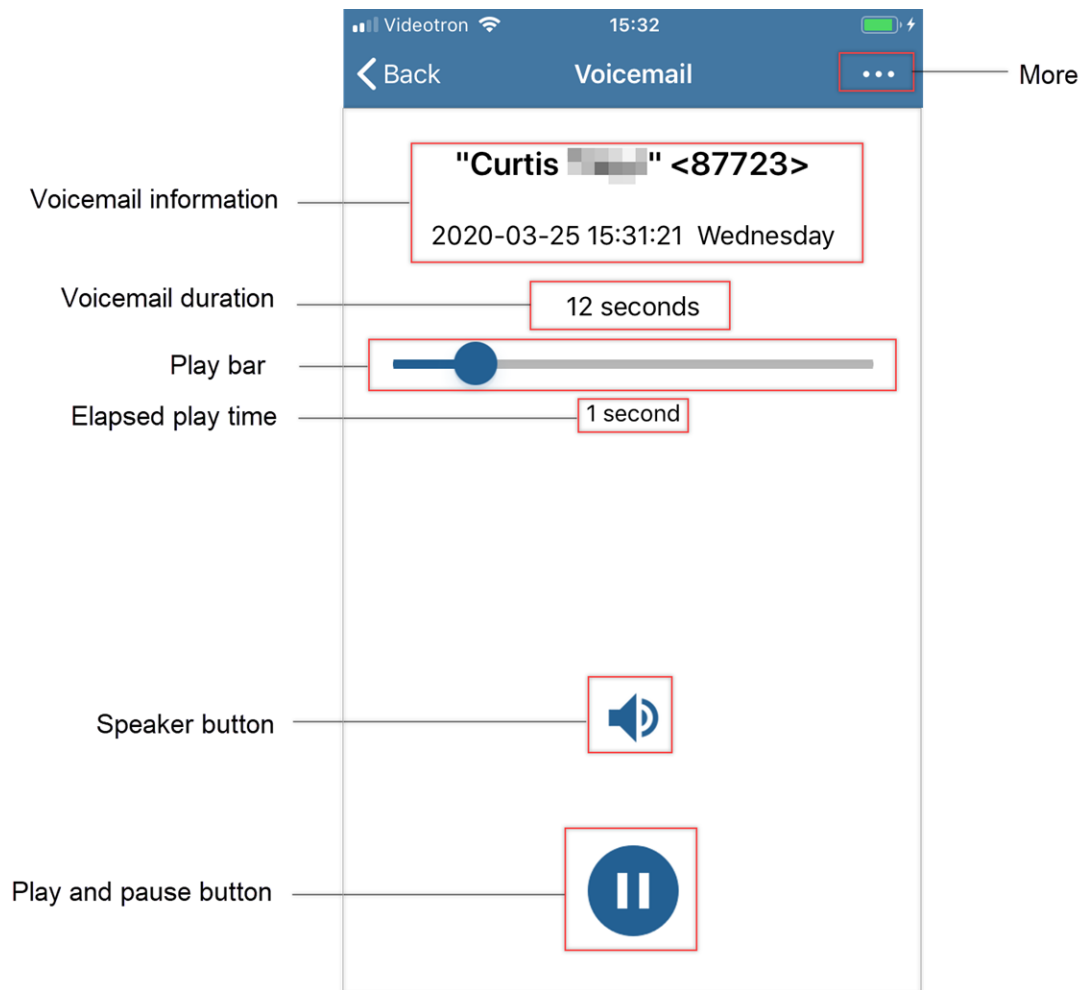 Videotron 15:32
Back Voicemail ... More
"Curtis " <87723>
Voicemail information
2020-03-25 15:31:21 Wednesday
Voicemail duration 12 seconds
Play bar
Elapsed play time 1 second
Speaker button
Play and pause button